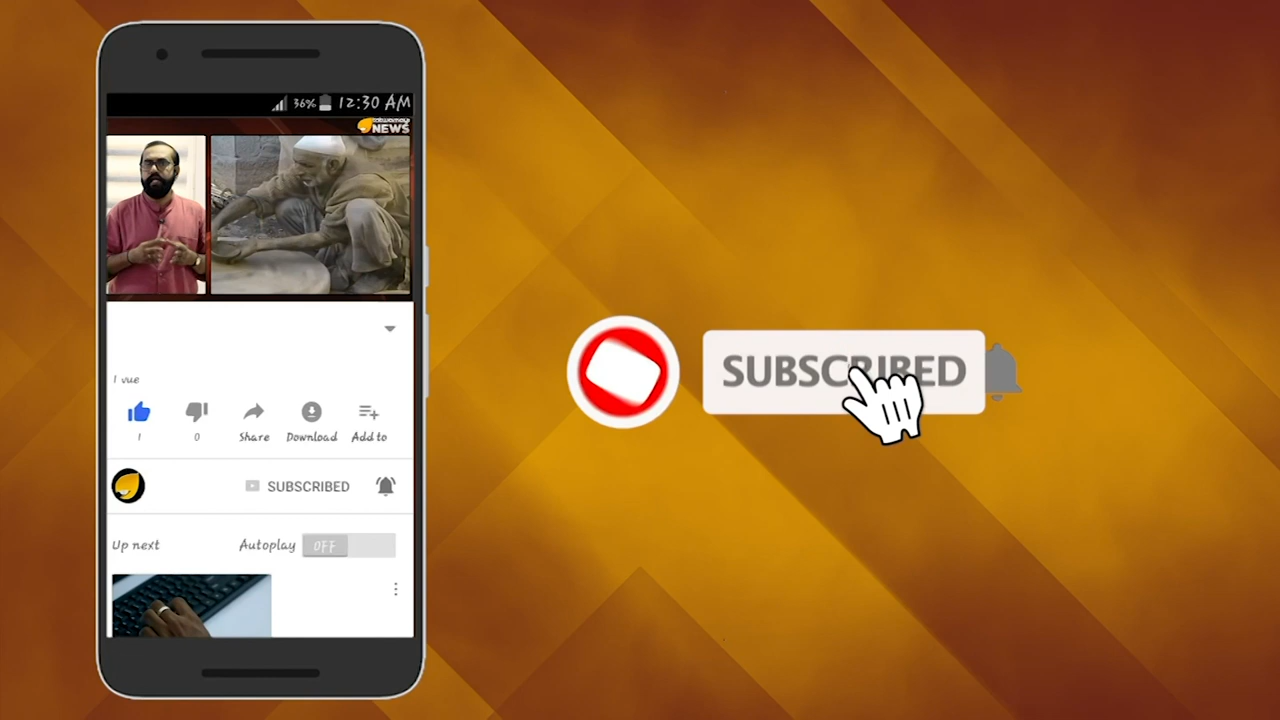 36% 12:30 AM
NEWS
1 vue
1
0
Share
Download
Add to
SUBSCRIBED
Up next
Autoplay
OFF
SUBSCRIBED